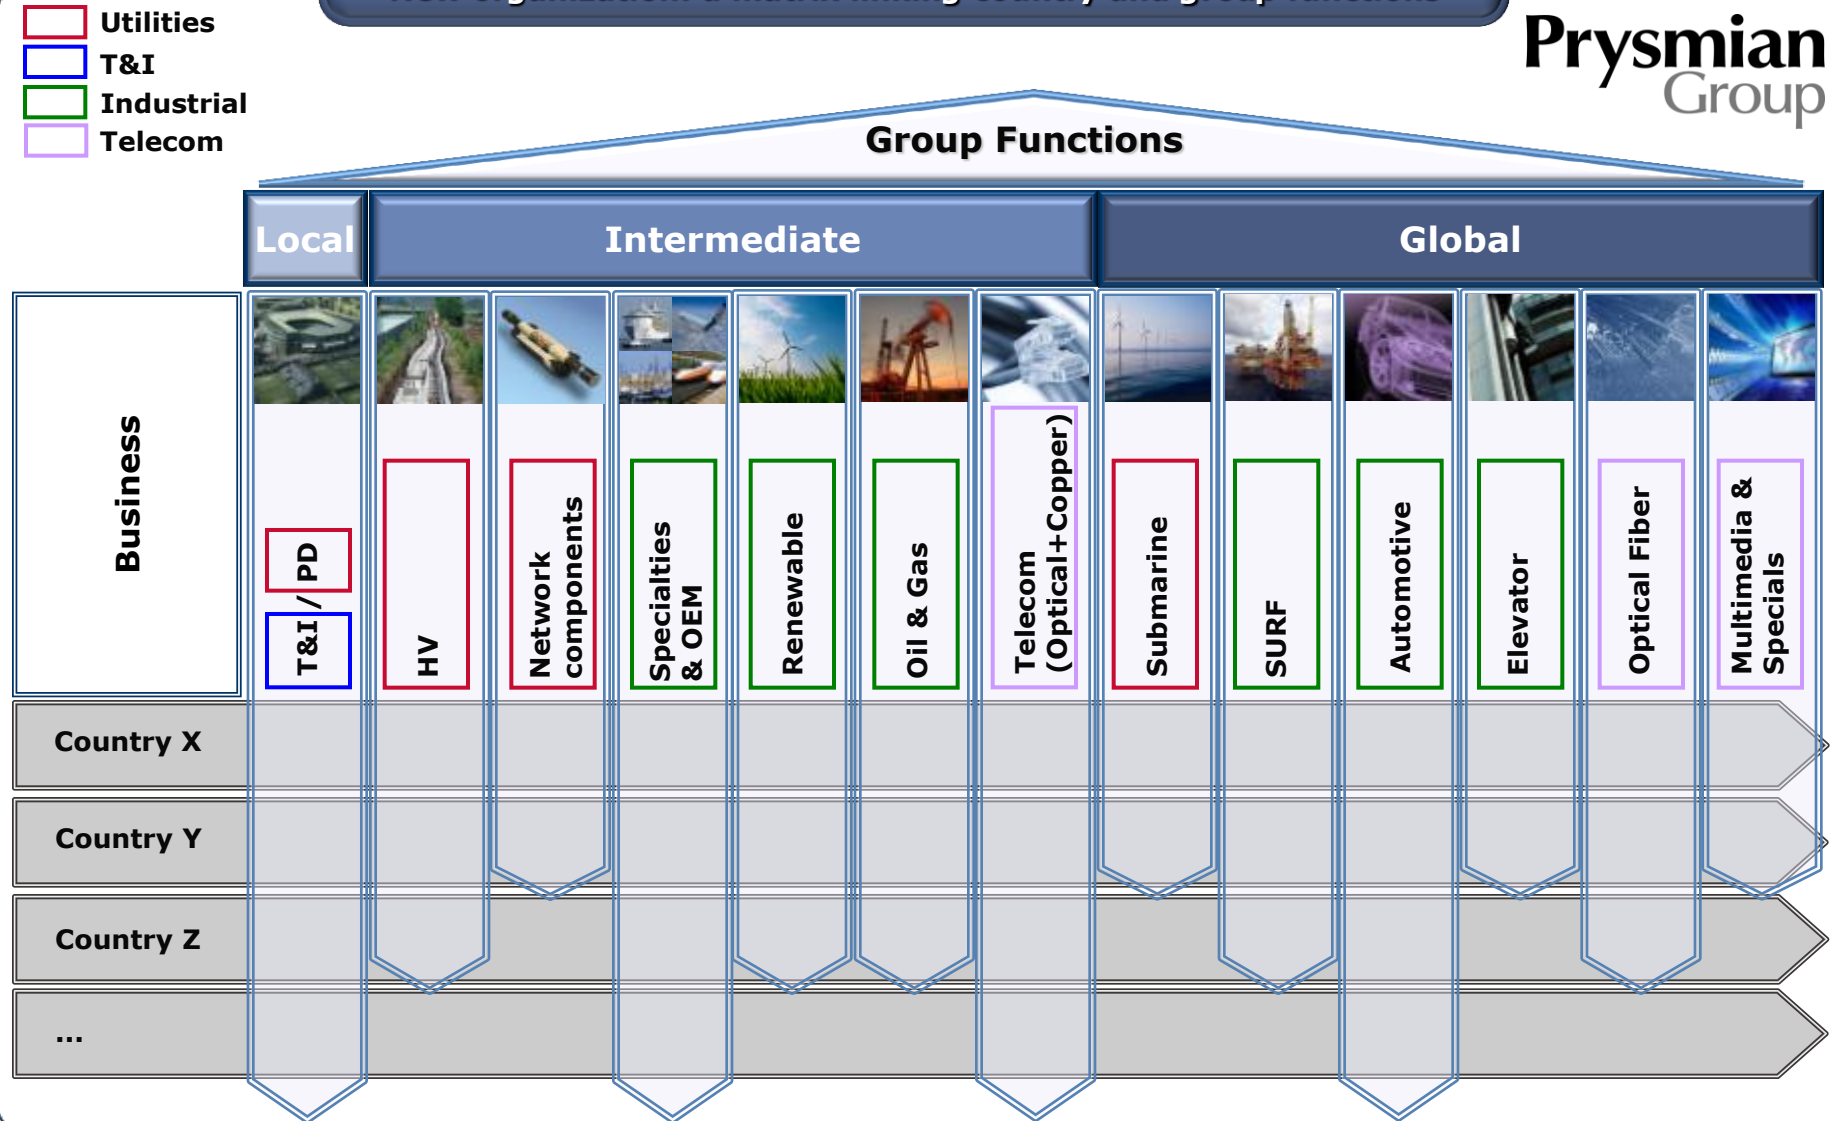 Utilities
T&I
Industrial
Telecom
Prysmian
Group
Group Functions
Local
Intermediate
Global
Business
T&I / PD
HV
Network
components
Specialties
& OEM
Renewable
Oil & Gas
Telecom
(Optical+Copper)
Submarine
SURF
Automotive
Elevator
Optical Fiber
Multimedia &
Specials
Country X
Country Y
Country Z
...